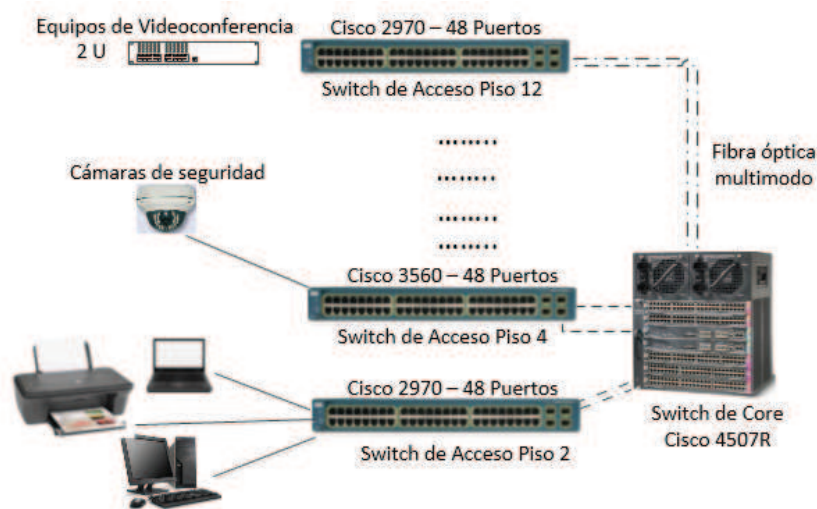 Equipos de Videoconferencia
2 U
Cisco 2970 – 48 Puertos
Switch de Acceso Piso 12
Fibra óptica
multimodo
Cámaras de seguridad
Cisco 3560 – 48 Puertos
Switch de Acceso Piso 4
Cisco 2970 – 48 Puertos
Switch de Acceso Piso 2
Switch de Core
Cisco 4507R